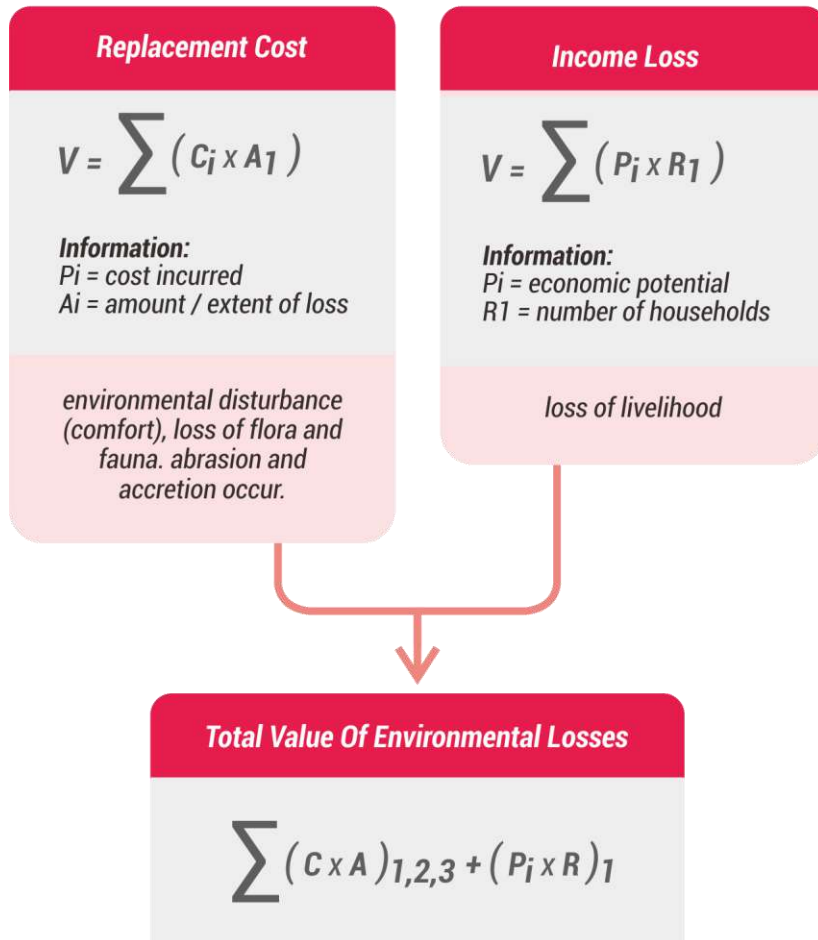 Replacement Cost
V = ∑ ( Ci x A1 )
Information:
Pi = cost incurred
Ai = amount / extent of loss
environmental disturbance
(comfort), loss of flora and
fauna. abrasion and
accretion occur.
Income Loss
V = ∑ ( Pi x R1 )
Information:
Pi = economic potential
R1 = number of households
loss of livelihood
Total Value Of Environmental Losses
∑ ( C x A )1,2,3 + ( Pi x R )1